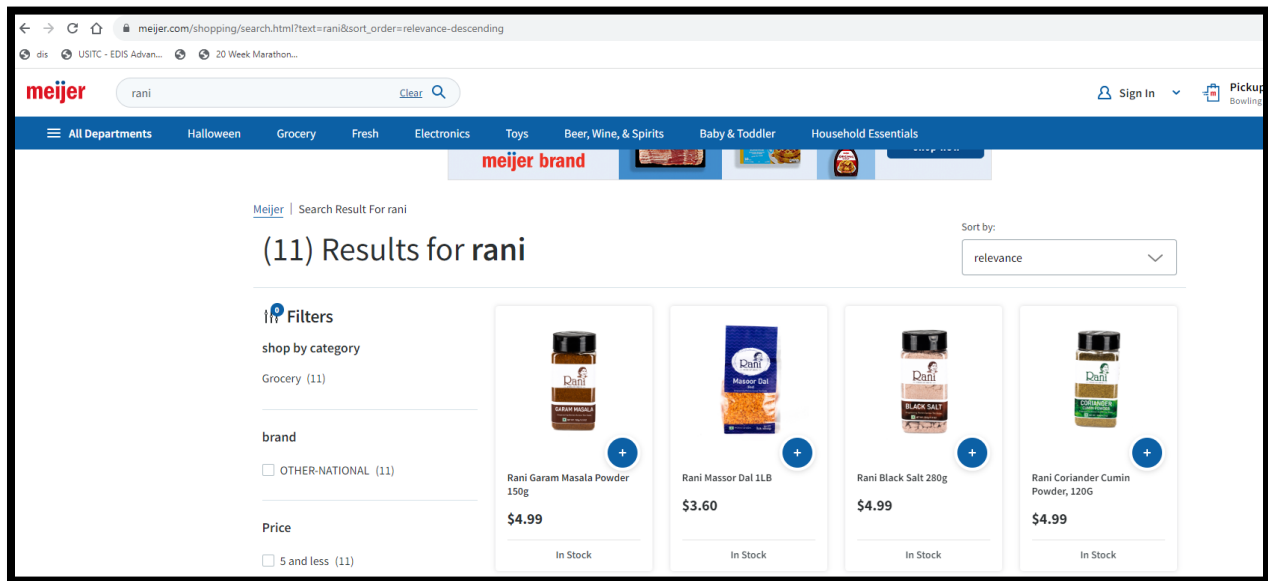 meijer.com/shopping/search.html?text=rani&sort_order=relevance-descending
dis USITC - EDIS Advan... 20 Week Marathon...
meijer rani Clear Sign In Pickup
Bowling
All Departments Halloween Grocery Fresh Electronics Toys Beer, Wine, & Spirits Baby & Toddler Household Essentials
meijer brand
Meijer | Search Result For rani
Sort by:
(11) Results for rani
relevance
0
Filters
shop by category
Grocery (11)
brand
OTHER-NATIONAL (11)
Price
5 and less (11)
Rani
GARAM MASALA
+
Rani Garam Masala Powder
150g
$4.99
In Stock
Rani
Masoor Dal
+
Rani Massor Dal 1LB
$3.60
In Stock
Rani
BLACK SALT
+
Rani Black Salt 280g
$4.99
In Stock
Rani
CORIANDER
+
Rani Coriander Cumin
Powder, 120G
$4.99
In Stock